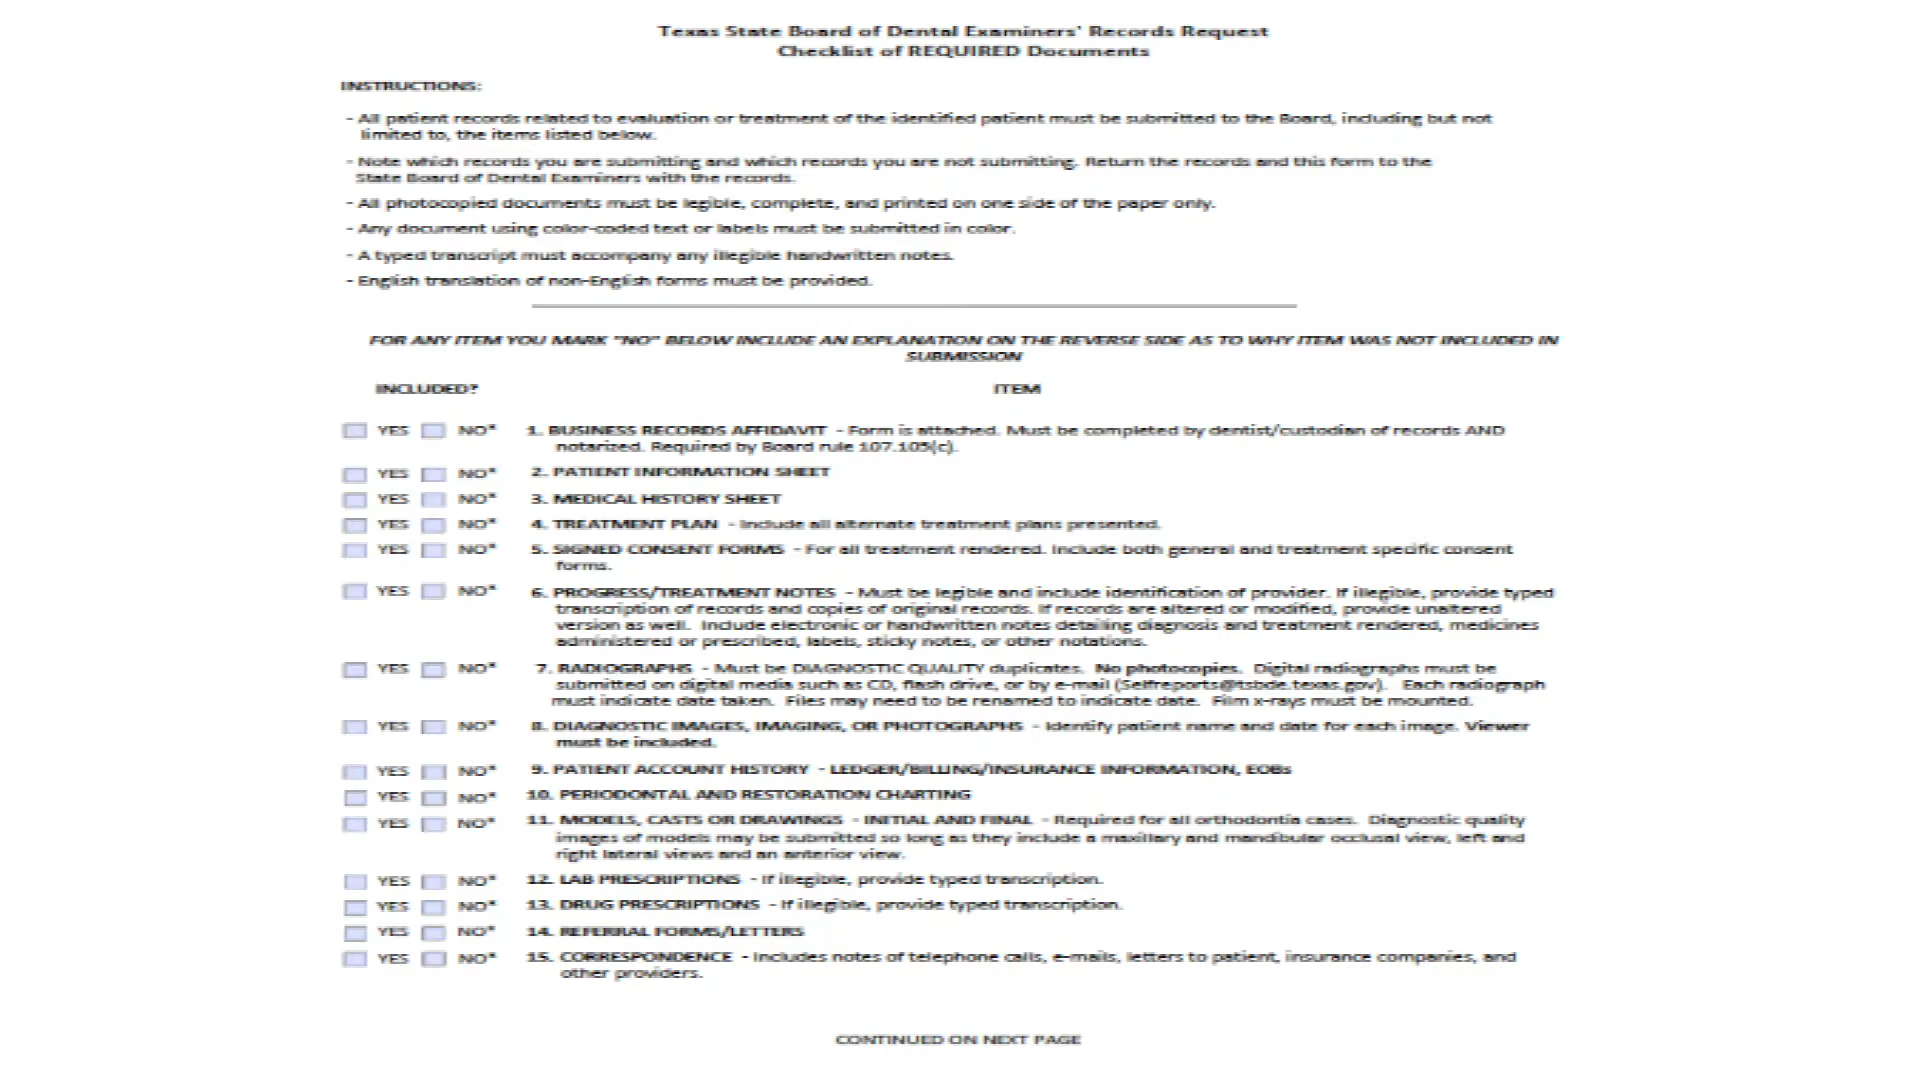 Texas State Board of Dental Examiners' Records Request
Checklist of REQUIRED Documents
INSTRUCTIONS:
- All patient records related to evaluation or treatment of the identified patient must be submitted to the Board, including but not
limited to, the items listed below.
- Note which records you are submitting and which records you are not submitting. Return the records and this form to the
State Board of Dental Examiners with the records.
- All photocopied documents must be legible, complete, and printed on one side of the paper only.
- Any document using color-coded text or labels must be submitted in color.
- A typed transcript must accompany any illegible handwritten notes.
- English translation of non-English forms must be provided.
FOR ANY ITEM YOU MARK "NO" BELOW INCLUDE AN EXPLANATION ON THE REVERSE SIDE AS TO WHY ITEM WAS NOT INCLUDED IN
SUBMISSION
INCLUDED? ITEM
YES NO* 1. BUSINESS RECORDS AFFIDAVIT - Form is attached. Must be completed by dentist/custodian of records AND
notarized. Required by Board rule 107.105(c).
YES NO* 2. PATIENT INFORMATION SHEET
YES NO* 3. MEDICAL HISTORY SHEET
YES NO* 4. TREATMENT PLAN - Include all alternate treatment plans presented.
YES NO* 5. SIGNED CONSENT FORMS - For all treatment rendered. Include both general and treatment specific consent
forms.
YES NO* 6. PROGRESS/TREATMENT NOTES - Must be legible and include identification of provider. If illegible, provide typed
transcription of records and copies of original records. If records are altered or modified, provide unaltered
version as well. Include electronic or handwritten notes detailing diagnosis and treatment rendered, medicines
administered or prescribed, labels, sticky notes, or other notations.
YES NO* 7. RADIOGRAPHS - Must be DIAGNOSTIC QUALITY duplicates. No photocopies. Digital radiographs must be
submitted on digital media such as CD, flash drive, or by e-mail (Selfreports@tsbde.texas.gov). Each radiograph
must indicate date taken. Files may need to be renamed to indicate date. Film x-rays must be mounted.
YES NO* 8. DIAGNOSTIC IMAGES, IMAGING, OR PHOTOGRAPHS - Identify patient name and date for each image. Viewer
must be included.
YES NO* 9. PATIENT ACCOUNT HISTORY - LEDGER/BILLING/INSURANCE INFORMATION, EOBs
YES NO* 10. PERIODONTAL AND RESTORATION CHARTING
YES NO* 11. MODELS, CASTS OR DRAWINGS - INITIAL AND FINAL - Required for all orthodontia cases. Diagnostic quality
images of models may be submitted so long as they include a maxillary and mandibular occlusal view, left and
right lateral views and an anterior view.
YES NO* 12. LAB PRESCRIPTIONS - If illegible, provide typed transcription.
YES NO* 13. DRUG PRESCRIPTIONS - If illegible, provide typed transcription.
YES NO* 14. REFERRAL FORMS/LETTERS
YES NO* 15. CORRESPONDENCE - Includes notes of telephone calls, e-mails, letters to patient, insurance companies, and
other providers.
CONTINUED ON NEXT PAGE